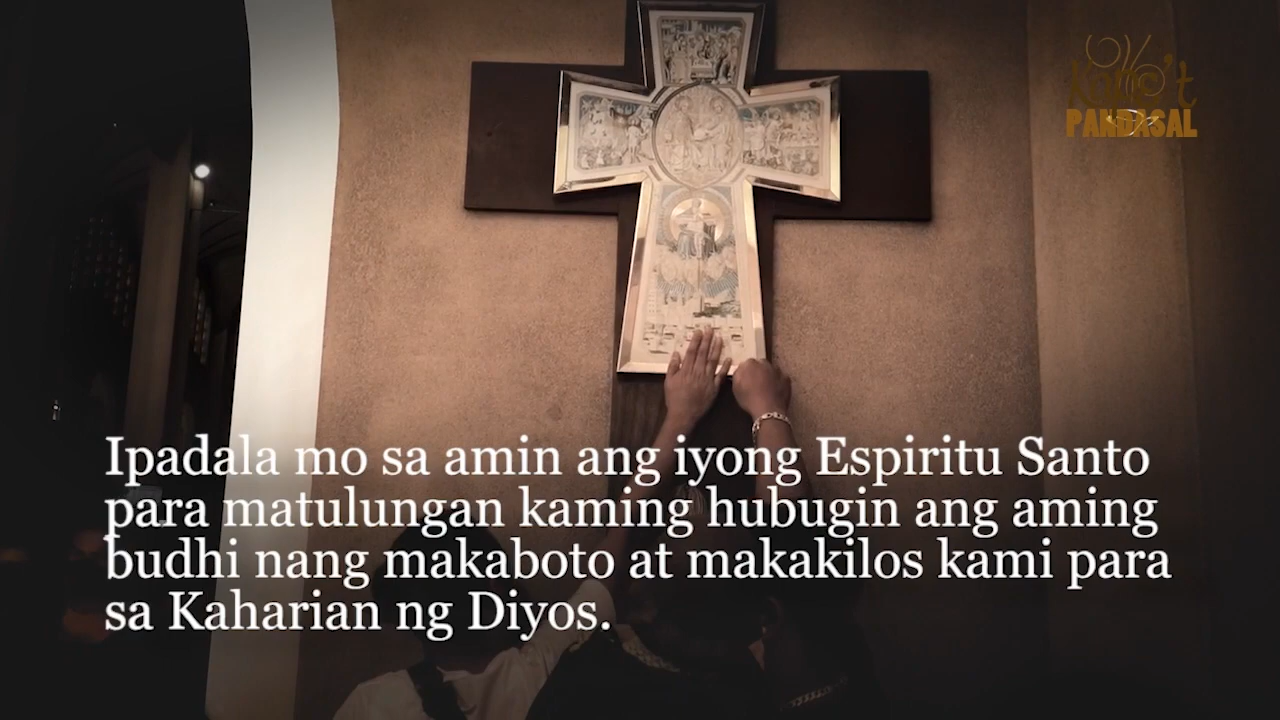 Kape't
PANDASAL
Ipadala mo sa amin ang iyong Espiritu Santo
para matulungan kaming hubugin ang aming
budhi nang makaboto at makakilos kami para
sa Kaharian ng Diyos.